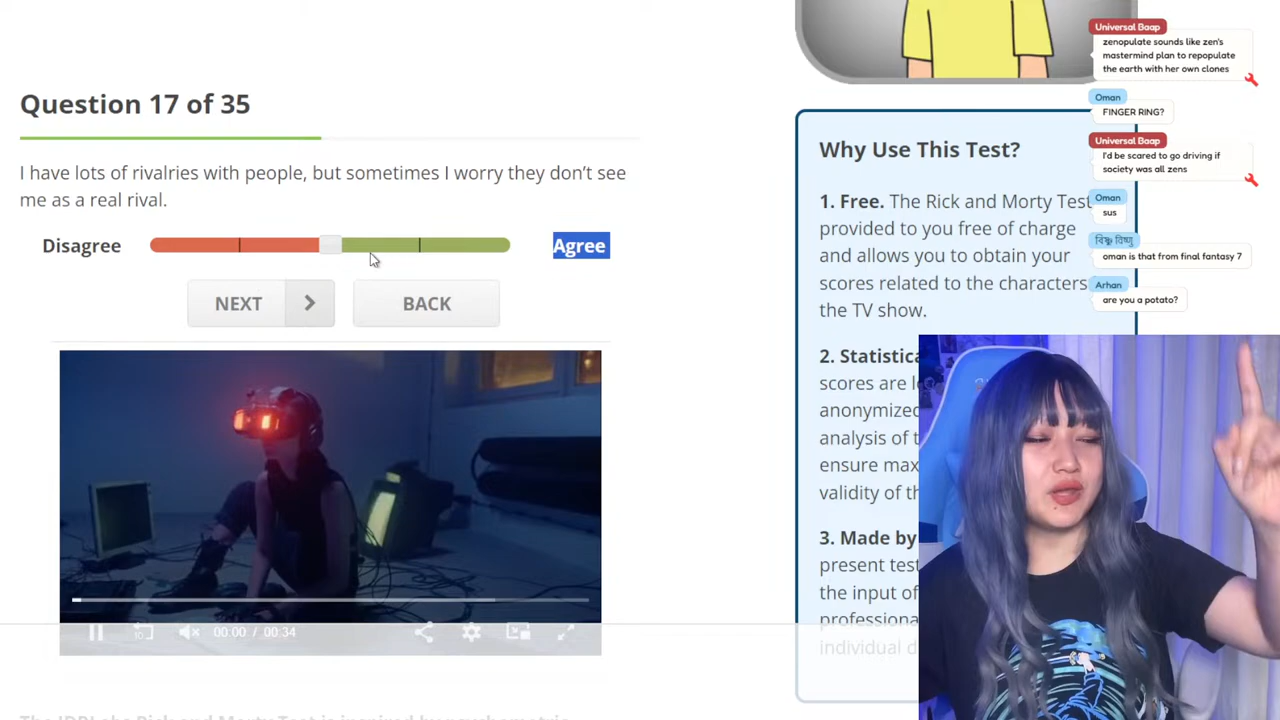 Question 17 of 35
I have lots of rivalries with people, but sometimes I worry they don't see
me as a real rival.
Disagree
Agree
NEXT
BACK
00:00 / 00:34
Why Use This Test?
1. Free. The Rick and Morty Test
provided to you free of charge
and allows you to obtain your
scores related to the characters
the TV show.
2.
scores are
anonymized
analysis of
ensure
validity of
3. Made by
present
the input of
individual
Universal Baap
zenopulate sounds like zen's
mastermind plan to repopulate
the earth with her own clones
Oman
FINGER RING?
Universal Baap
I'd be scared to go driving if
society was all zens
Oman
sus
विष्णु
oman is that from final fantasy 7
Arhan
are you a potato?